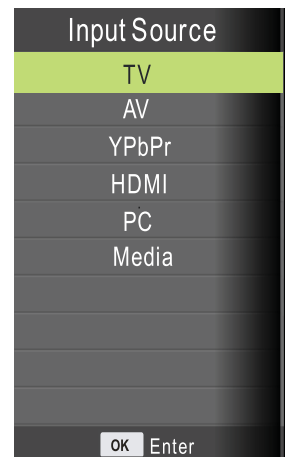 Input Source
TV
AV
YPbPr
HDMI
PC
Media
OK Enter